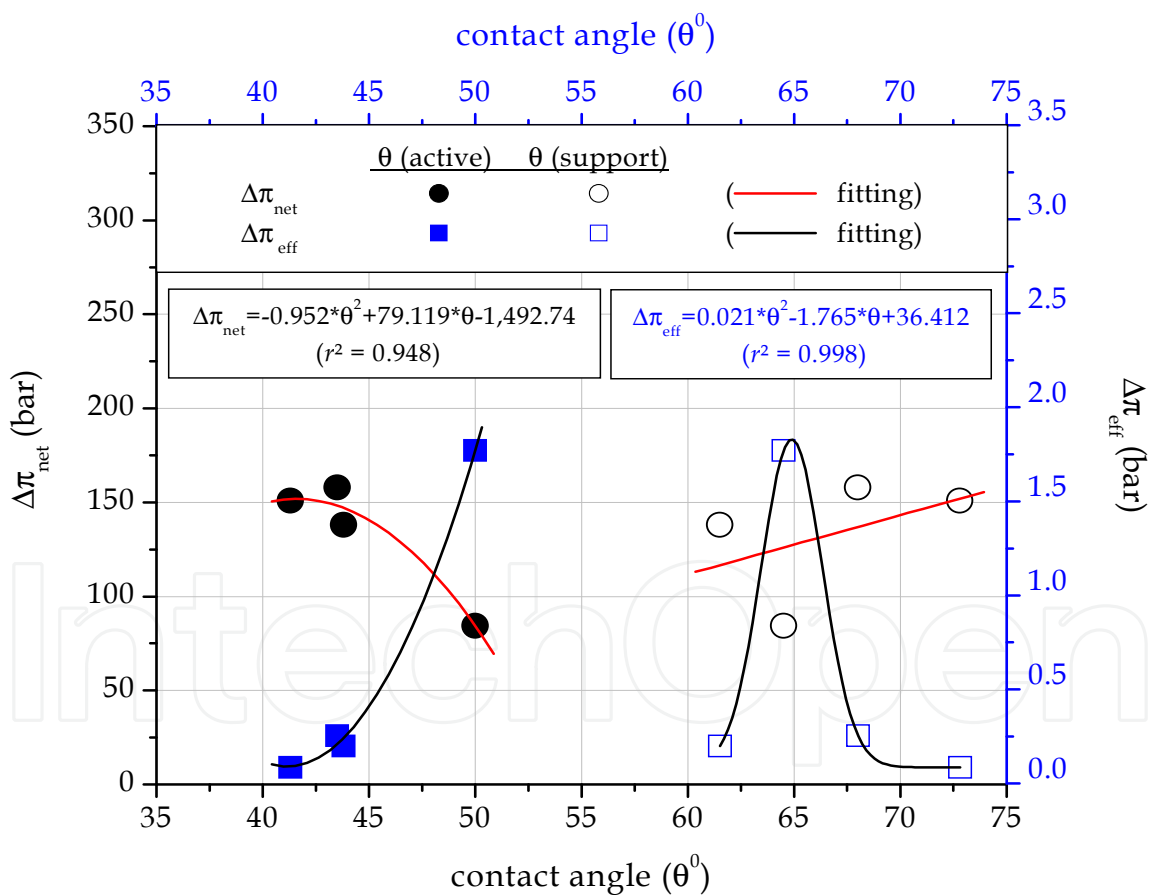 contact angle (θ⁰)
35 40 45 50 55 60 65 70 75
350
300
250
200
150
100
50
0
Δπnet (bar)
3.5
3.0
2.5
2.0
1.5
1.0
0.5
0.0
Δπeff (bar)
θ (active) θ (support)
Δπnet ( fitting)
Δπeff ( fitting)
Δπnet=-0.952*θ²+79.119*θ-1,492.74
(r² = 0.948)
Δπeff=0.021*θ²-1.765*θ+36.412
(r² = 0.998)
IntechOpen
35 40 45 50 55 60 65 70 75
contact angle (θ⁰)